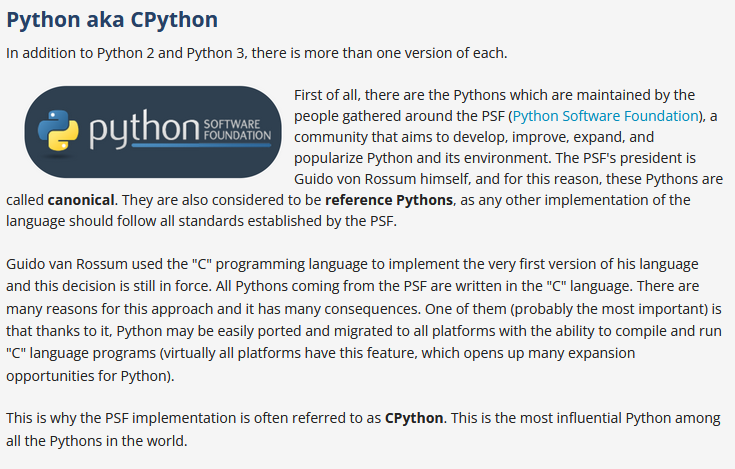 Python aka CPython
In addition to Python 2 and Python 3, there is more than one version of each.
python SOFTWARE
FOUNDATION
First of all, there are the Pythons which are maintained by the
people gathered around the PSF (Python Software Foundation), a
community that aims to develop, improve, expand, and
popularize Python and its environment. The PSF's president is
Guido von Rossum himself, and for this reason, these Pythons are
called canonical. They are also considered to be reference Pythons, as any other implementation of the
language should follow all standards established by the PSF.
Guido van Rossum used the "C" programming language to implement the very first version of his language
and this decision is still in force. All Pythons coming from the PSF are written in the "C" language. There are
many reasons for this approach and it has many consequences. One of them (probably the most important) is
that thanks to it, Python may be easily ported and migrated to all platforms with the ability to compile and run
"C" language programs (virtually all platforms have this feature, which opens up many expansion
opportunities for Python).
This is why the PSF implementation is often referred to as CPython. This is the most influential Python among
all the Pythons in the world.